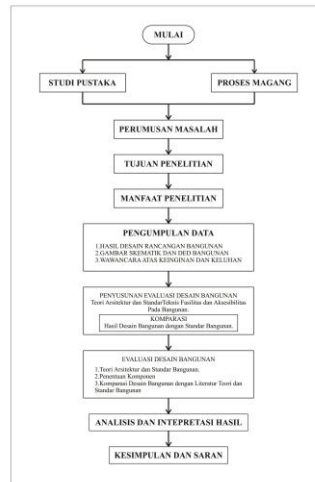 MULAI
STUDI PUSTAKA
PROSES MAGANG
PERUMUSAN MASALAH
TUJUAN PENELITIAN
MANFAAT PENELITIAN
PENGUMPULAN DATA
1.HASIL DESAIN RANCANGAN BANGUNAN
2.GAMBAR SKEMATIK DAN DED BANGUNAN
3.WAWANCARA ATAS KEINGINAN DAN KELUHAN
PENYUSUNAN EVALUASI DESAIN BANGUNAN
Teori Arsitektur dan StandarTeknis Fasilitas dan Aksesibilitas
Pada Bangunan.
KOMPARASI
Hasil Desain Bangunan dengan Standar Bangunan.
EVALUASI DESAIN BANGUNAN
1.Teori Arsitektur dan Standar Bangunan.
2.Penentuan Komponen
3.Komparasi Desain Bangunan dengan Literatur Teori dan
Standar Bangunan
ANALISIS DAN INTEPRETASI HASIL
KESIMPULAN DAN SARAN